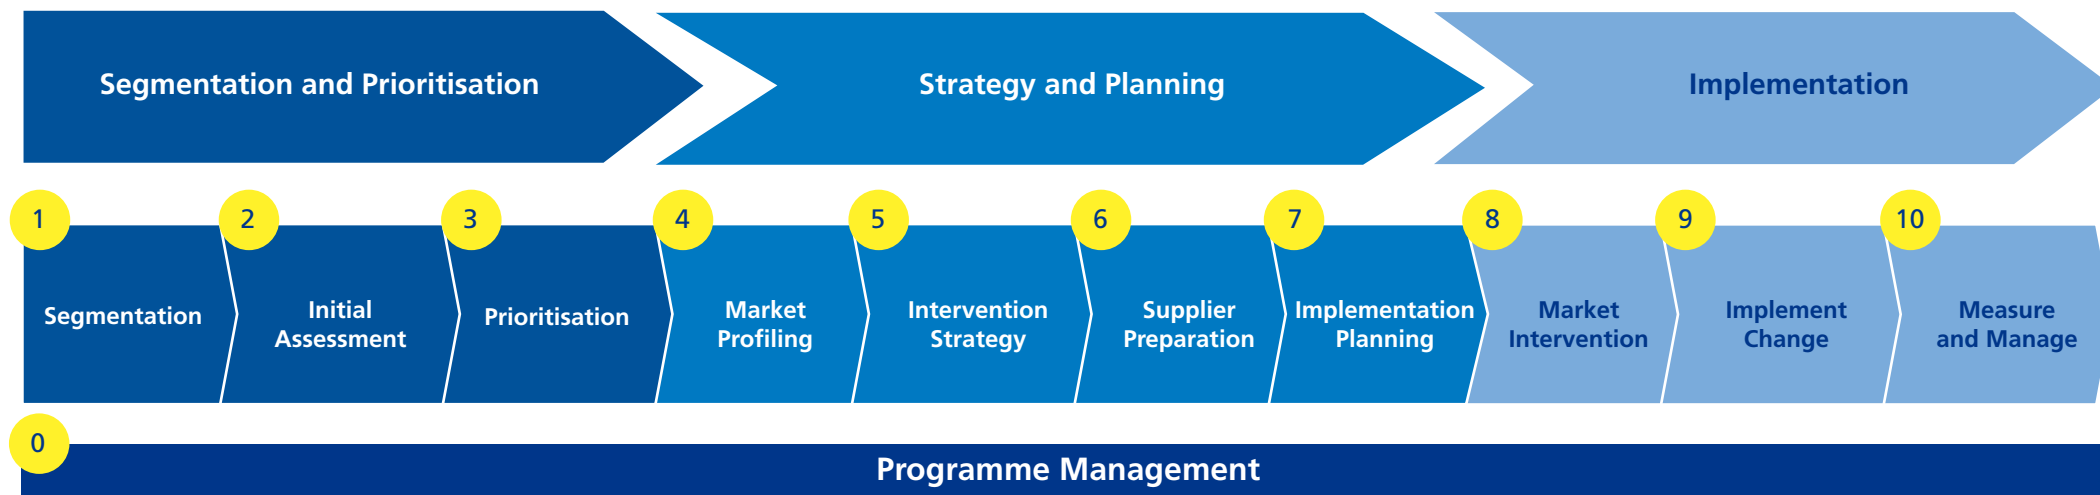 Segmentation and Prioritisation
Strategy and Planning
Implementation
1
2
3
4
5
6
7
8
9
10
Segmentation
Initial
Assessment
Prioritisation
Market
Profiling
Intervention
Strategy
Supplier
Preparation
Implementation
Planning
Market
Intervention
Implement
Change
Measure
and Manage
0
Programme Management